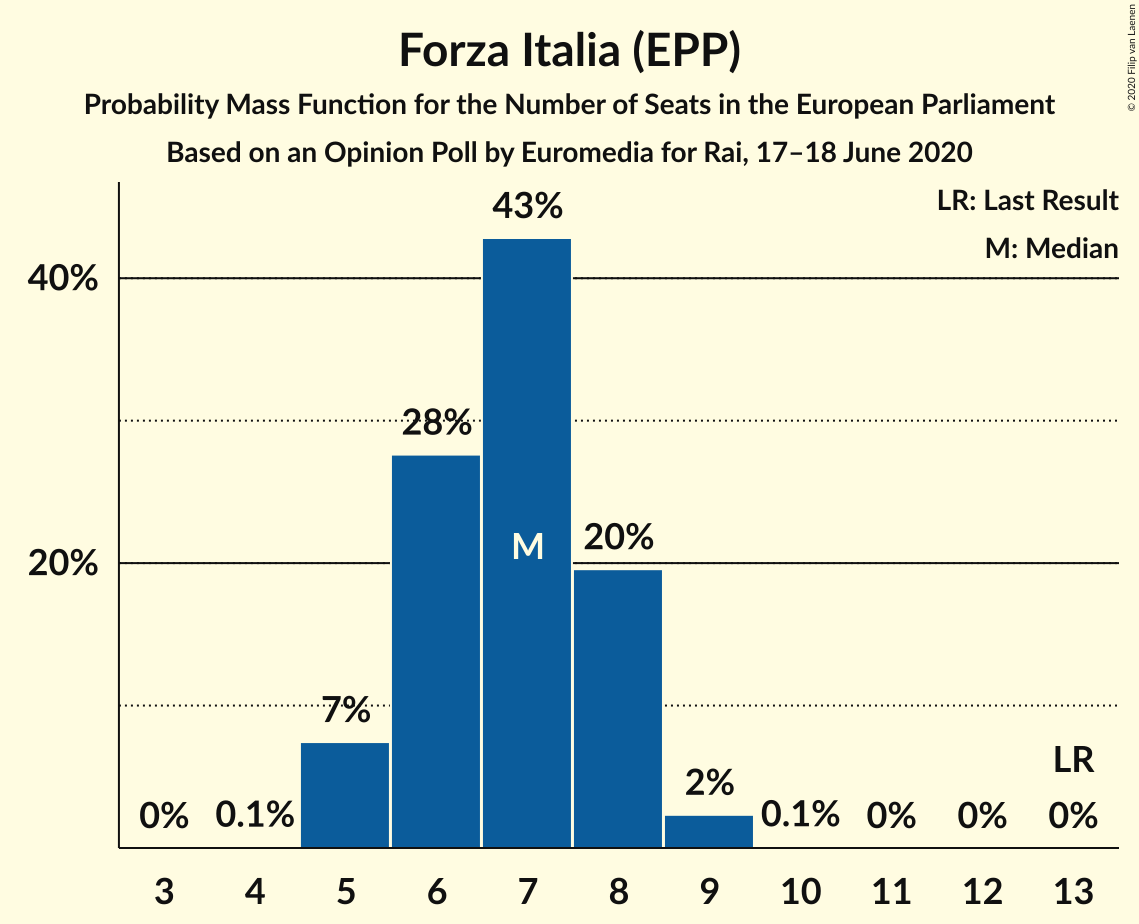 Forza Italia (EPP)
Probability Mass Function for the Number of Seats in the European Parliament
Based on an Opinion Poll by Euromedia for Rai, 17–18 June 2020
© 2020 Filip van Laenen
LR: Last Result
M: Median
40%
20%
0%
0.1%
7%
28%
43%
M
20%
2%
0.1%
0%
0%
LR
0%
3 4 5 6 7 8 9 10 11 12 13